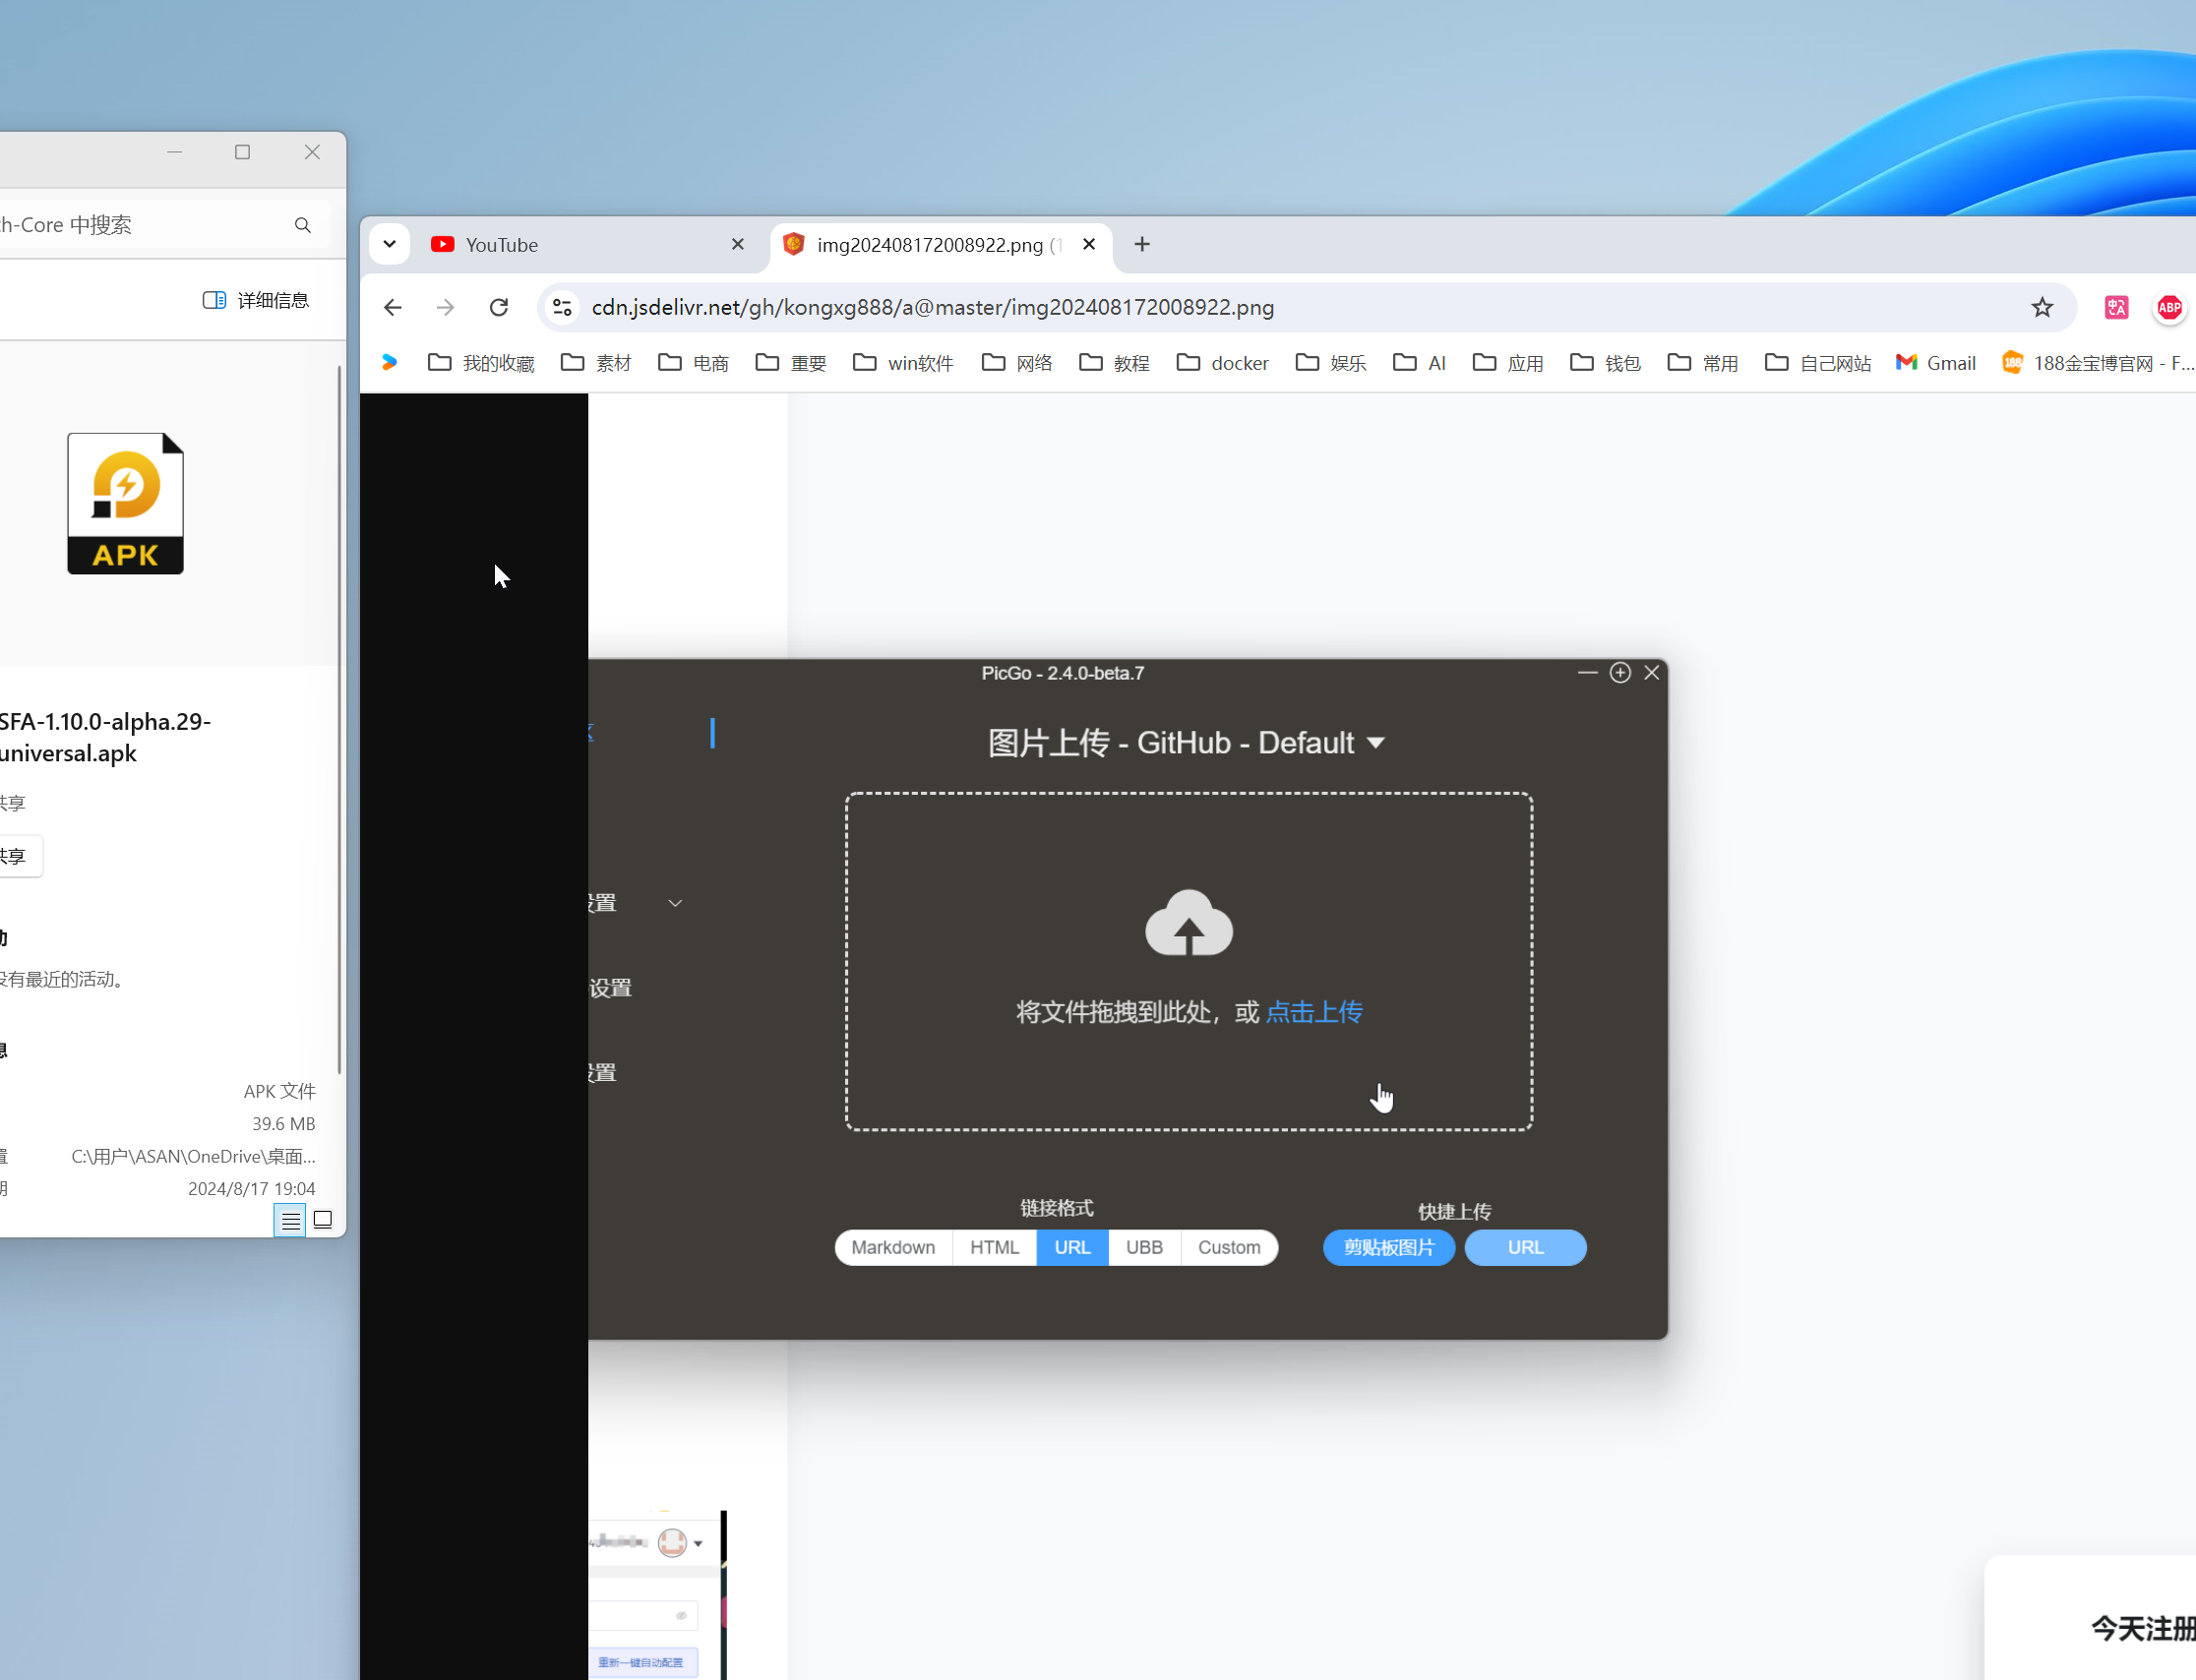 h-Core 中搜索
详细信息
APK
SFA-1.10.0-alpha.29-
universal.apk
共享
共享
没有最近的活动。
APK 文件
39.6 MB
C:\用户\ASAN\OneDrive\桌面...
2024/8/17 19:04
YouTube
img202408172008922.png (1
cdn.jsdelivr.net/gh/kongxg888/a@master/img202408172008922.png
ABP
我的收藏
素材
电商
重要
win软件
网络
教程
docker
娱乐
AI
应用
钱包
常用
自己网站
Gmail
188金宝博官网 - F...
PicGo - 2.4.0-beta.7
图片上传 - GitHub - Default
设置
设置
设置
将文件拖拽到此处，或 点击上传
链接格式
快捷上传
Markdown
HTML
URL
UBB
Custom
剪贴板图片
URL
重新一键自动配置
今天注册